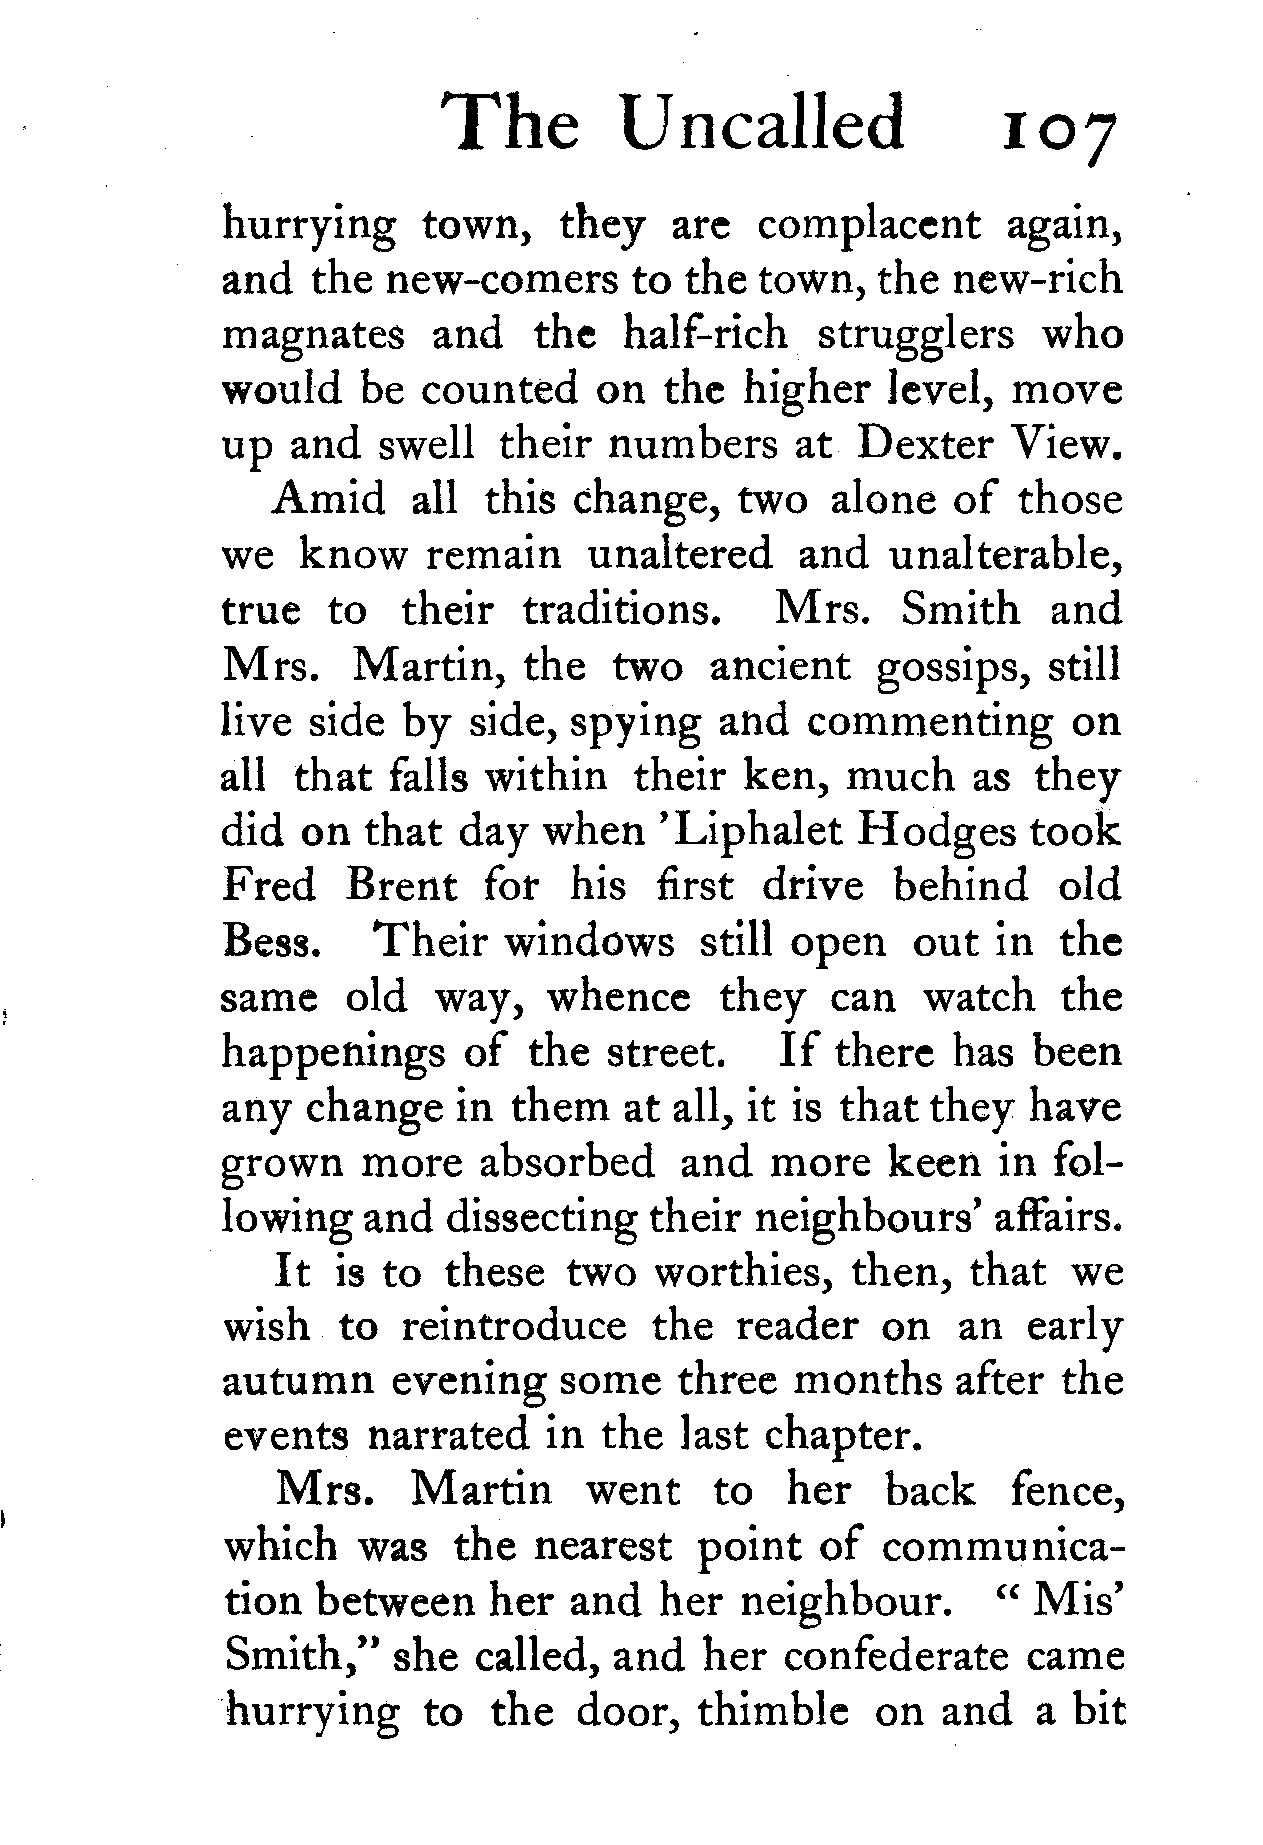 The Uncalled 107
hurrying town, they are complacent again,
and the new-comers to the town, the new-rich
magnates and the half-rich strugglers who
would be counted on the higher level, move
up and swell their numbers at Dexter View.
Amid all this change, two alone of those
we know remain unaltered and unalterable,
true to their traditions. Mrs. Smith and
Mrs. Martin, the two ancient gossips, still
live side by side, spying and commenting on
all that falls within their ken, much as they
did on that day when 'Liphalet Hodges took
Fred Brent for his first drive behind old
Bess. Their windows still open out in the
same old way, whence they can watch the
happenings of the street. If there has been
any change in them at all, it is that they have
grown more absorbed and more keen in fol-
lowing and dissecting their neighbours' affairs.
It is to these two worthies, then, that we
wish to reintroduce the reader on an early
autumn evening some three months after the
events narrated in the last chapter.
Mrs. Martin went to her back fence,
which was the nearest point of communica-
tion between her and her neighbour. “ Mis'
Smith,” she called, and her confederate came
hurrying to the door, thimble on and a bit